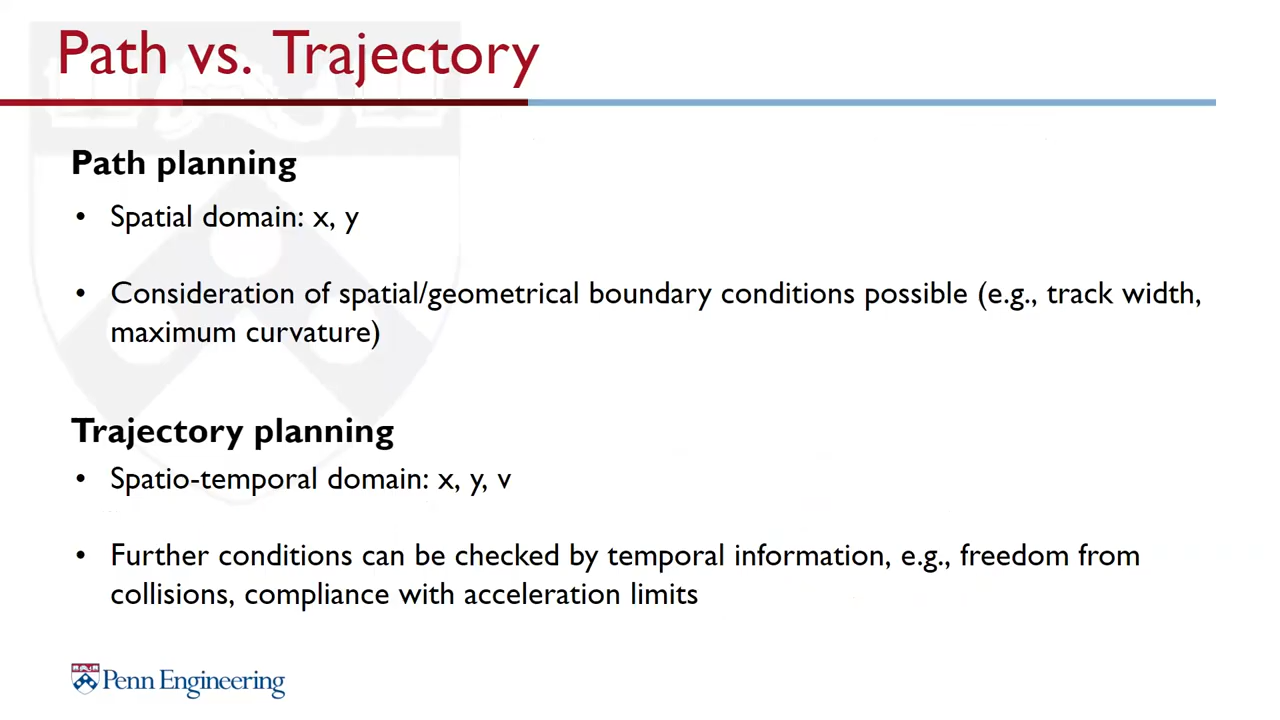 Path vs. Trajectory
Path planning
• Spatial domain: x, y
• Consideration of spatial/geometrical boundary conditions possible (e.g., track width,
maximum curvature)
Trajectory planning
• Spatio-temporal domain: x, y, v
• Further conditions can be checked by temporal information, e.g., freedom from
collisions, compliance with acceleration limits
Penn Engineering